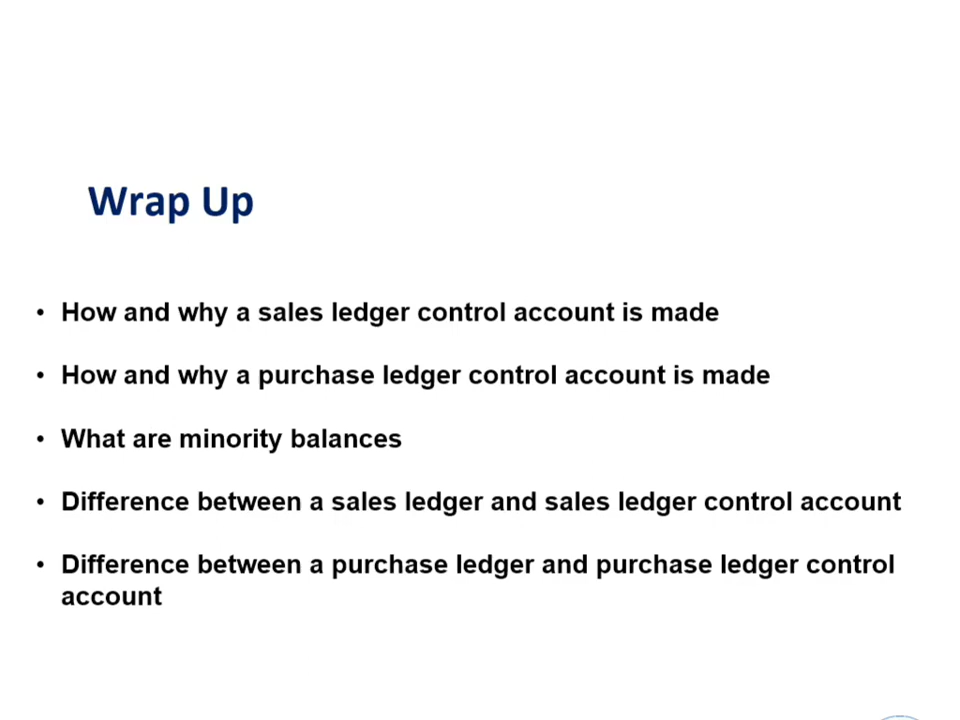 Wrap Up
• How and why a sales ledger control account is made
• How and why a purchase ledger control account is made
• What are minority balances
• Difference between a sales ledger and sales ledger control account
• Difference between a purchase ledger and purchase ledger control
account